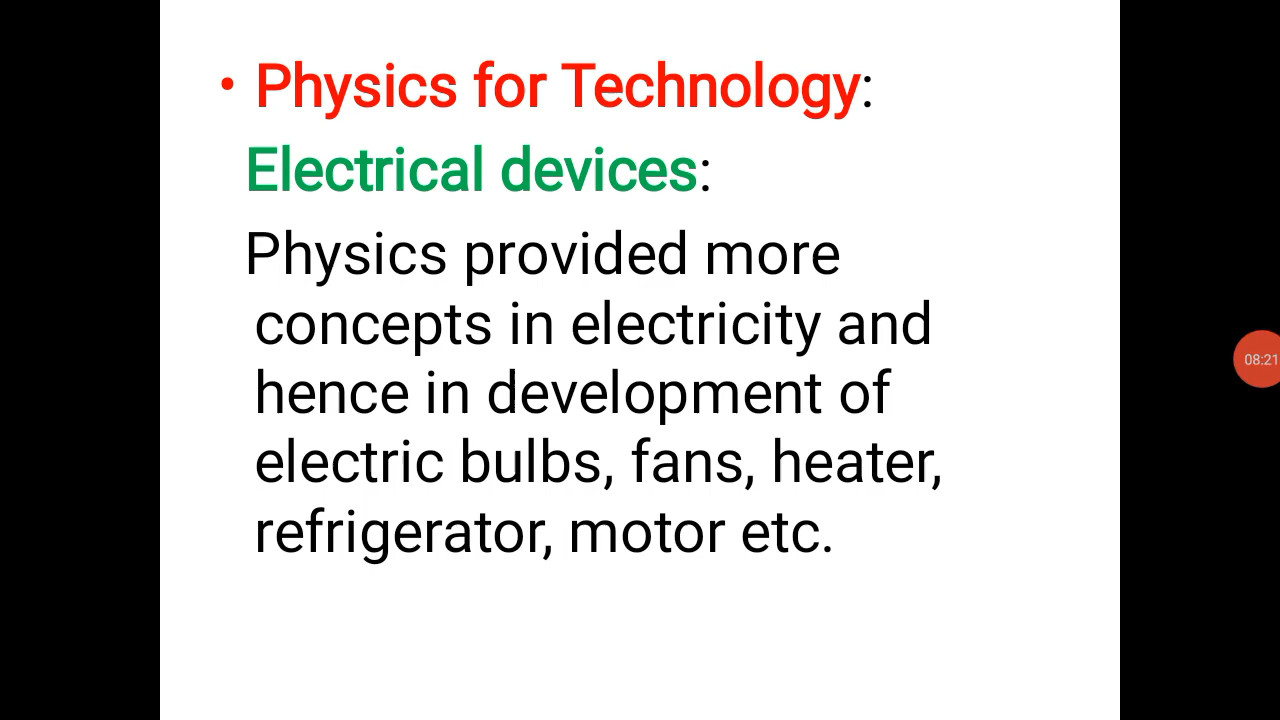 • Physics for Technology:
Electrical devices:
Physics provided more
concepts in electricity and
hence in development of
electric bulbs, fans, heater,
refrigerator, motor etc.
08:21